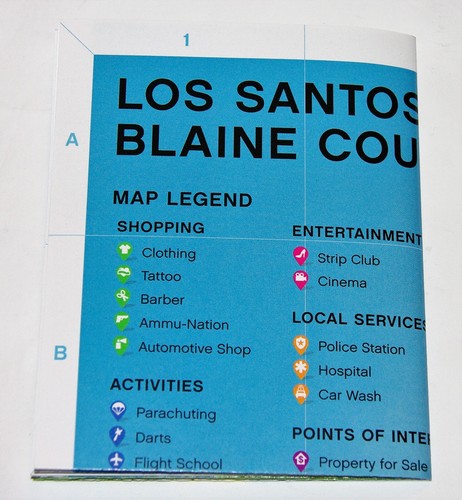 1
A
B
LOS SANTOS
BLAINE COU
MAP LEGEND
SHOPPING
Clothing
Tattoo
Barber
Ammu-Nation
Automotive Shop
ACTIVITIES
Parachuting
Darts
Flight School
ENTERTAINMENT
Strip Club
Cinema
LOCAL SERVICES
Police Station
Hospital
Car Wash
POINTS OF INTE
Property for Sale